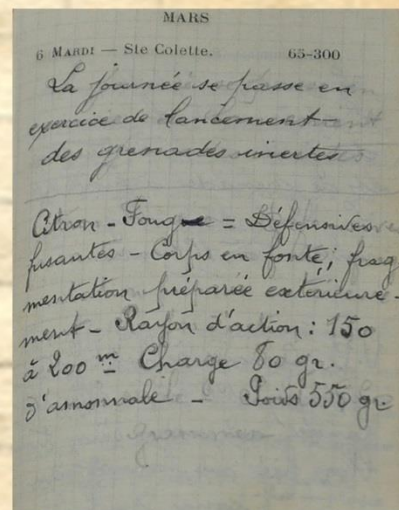 MARS
6 MARDI — Ste Colette. 65-300
La journée se passe en
exercice de lancement
des grenades inertes
Citron - Foug = Défensives
fusantes - Corps en fonte; frag
mentation préparée extérieure-
ment - Rayon d'action : 150
à 200 m Charge 80 gr.
d'ammonale - Poids 550 gr